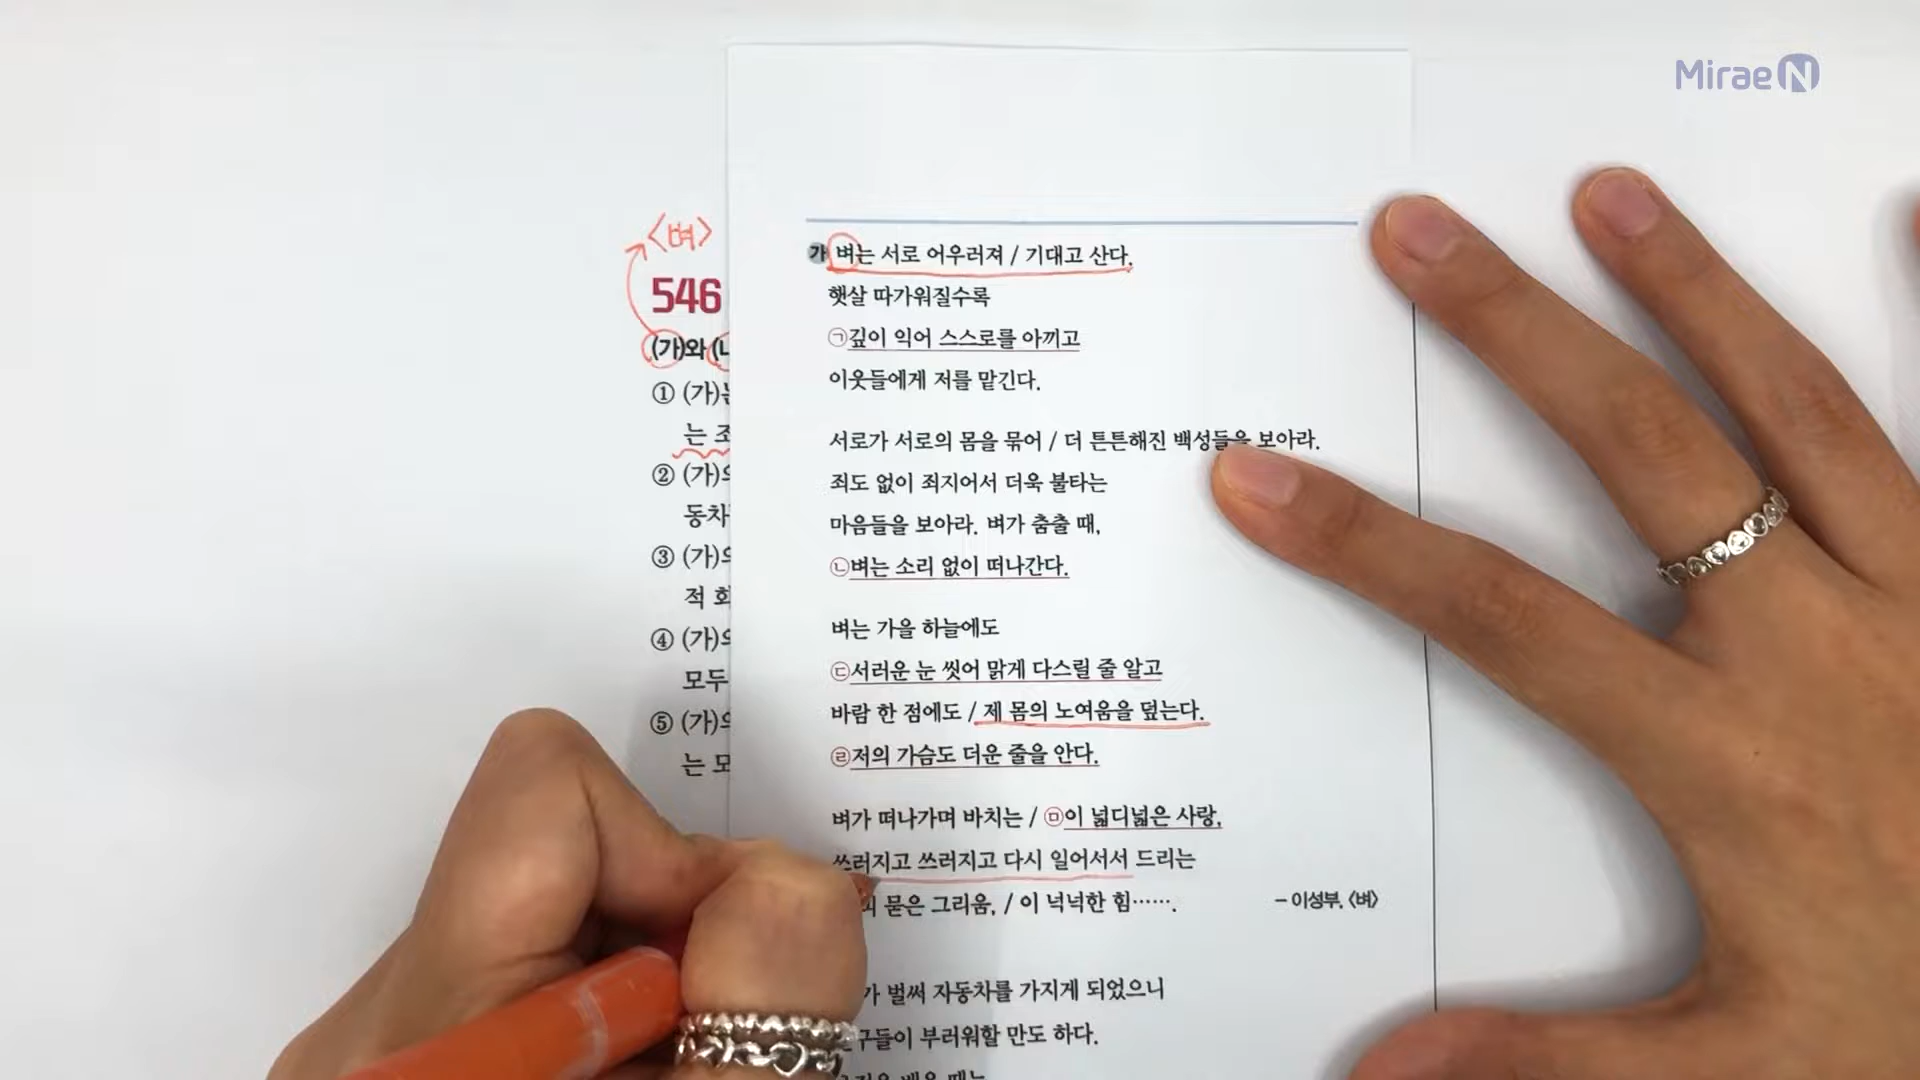 Mirae N
<벼>
546
(가)와
① (가)는
는 조
② (가)의
동차
③ (가)의
적 회
④ (가)의
모두
⑤ (가)의
는 모
가 벼는 서로 어우러져 / 기대고 산다.
햇살 따가워질수록
㉠깊이 익어 스스로를 아끼고
이웃들에게 저를 맡긴다.
서로가 서로의 몸을 묶어 / 더 튼튼해진 백성들을 보아라.
죄도 없이 죄지어서 더욱 불타는
마음들을 보아라. 벼가 춤출 때,
㉡벼는 소리 없이 떠나간다.
벼는 가을 하늘에도
㉢서러운 눈 씻어 맑게 다스릴 줄 알고
바람 한 점에도 / 제 몸의 노여움을 덮는다.
㉣저의 가슴도 더운 줄을 안다.
벼가 떠나가며 바치는 / ㉤이 넓디넓은 사랑,
쓰러지고 쓰러지고 다시 일어서서 드리는
묻은 그리움, / 이 넉넉한 힘…….
– 이성부, <벼>
가 벌써 자동차를 가지게 되었으니
구들이 부러워할 만도 하다.